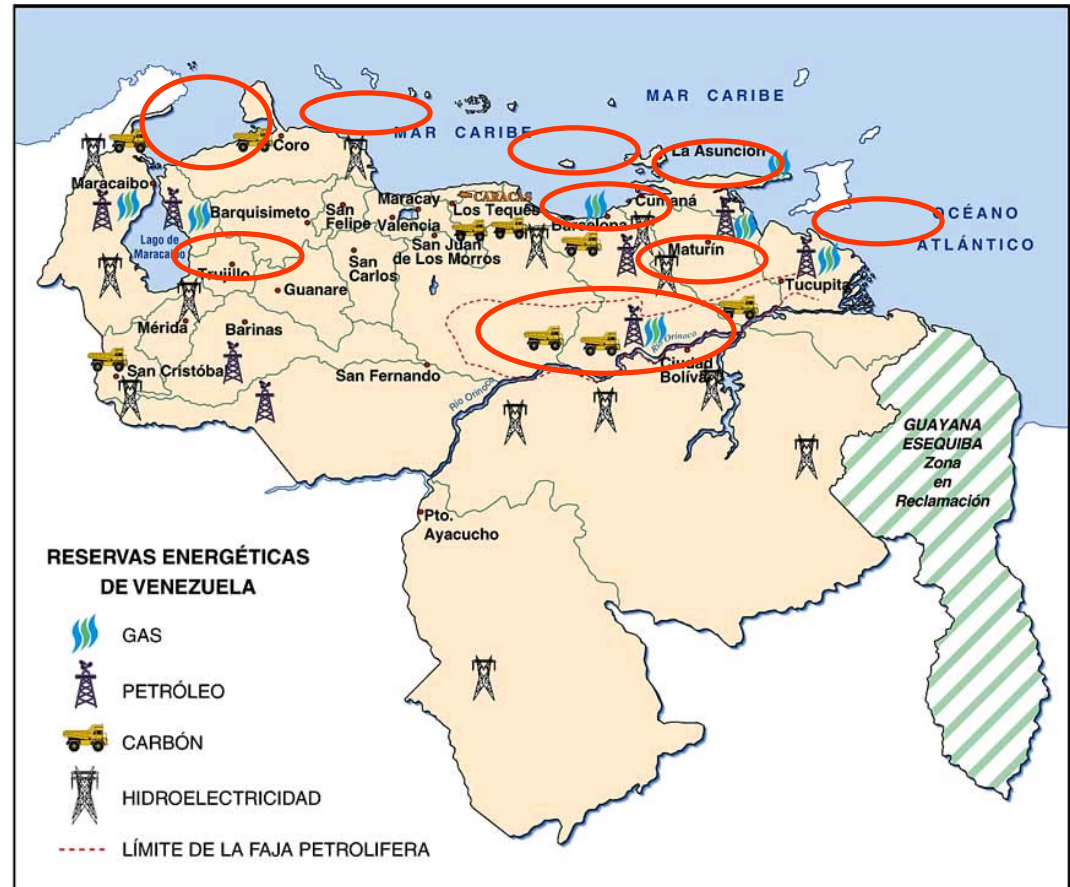 MAR CARIBE
MAR CARIBE
La Asunción
Coro
CARACAS
Maracaibo
Maracay
Los Teques
Cumaná
OCÉANO
ATLÁNTICO
Barquisimeto
San
Felipe
Valencia
Barcelona
San Juan
de Los Morros
Maturín
Lago de
Maracaibo
Trujillo
San
Carlos
Guanare
Tucupita
Mérida
Barinas
Río Orinoco
San Cristóbal
San Fernando
Ciudad
Bolívar
Río Orinoco
GUAYANA
ESEQUIBA
Zona
en
Reclamación
Pto.
Ayacucho
RESERVAS ENERGÉTICAS
DE VENEZUELA
GAS
PETRÓLEO
CARBÓN
HIDROELECTRICIDAD
LÍMITE DE LA FAJA PETROLIFERA